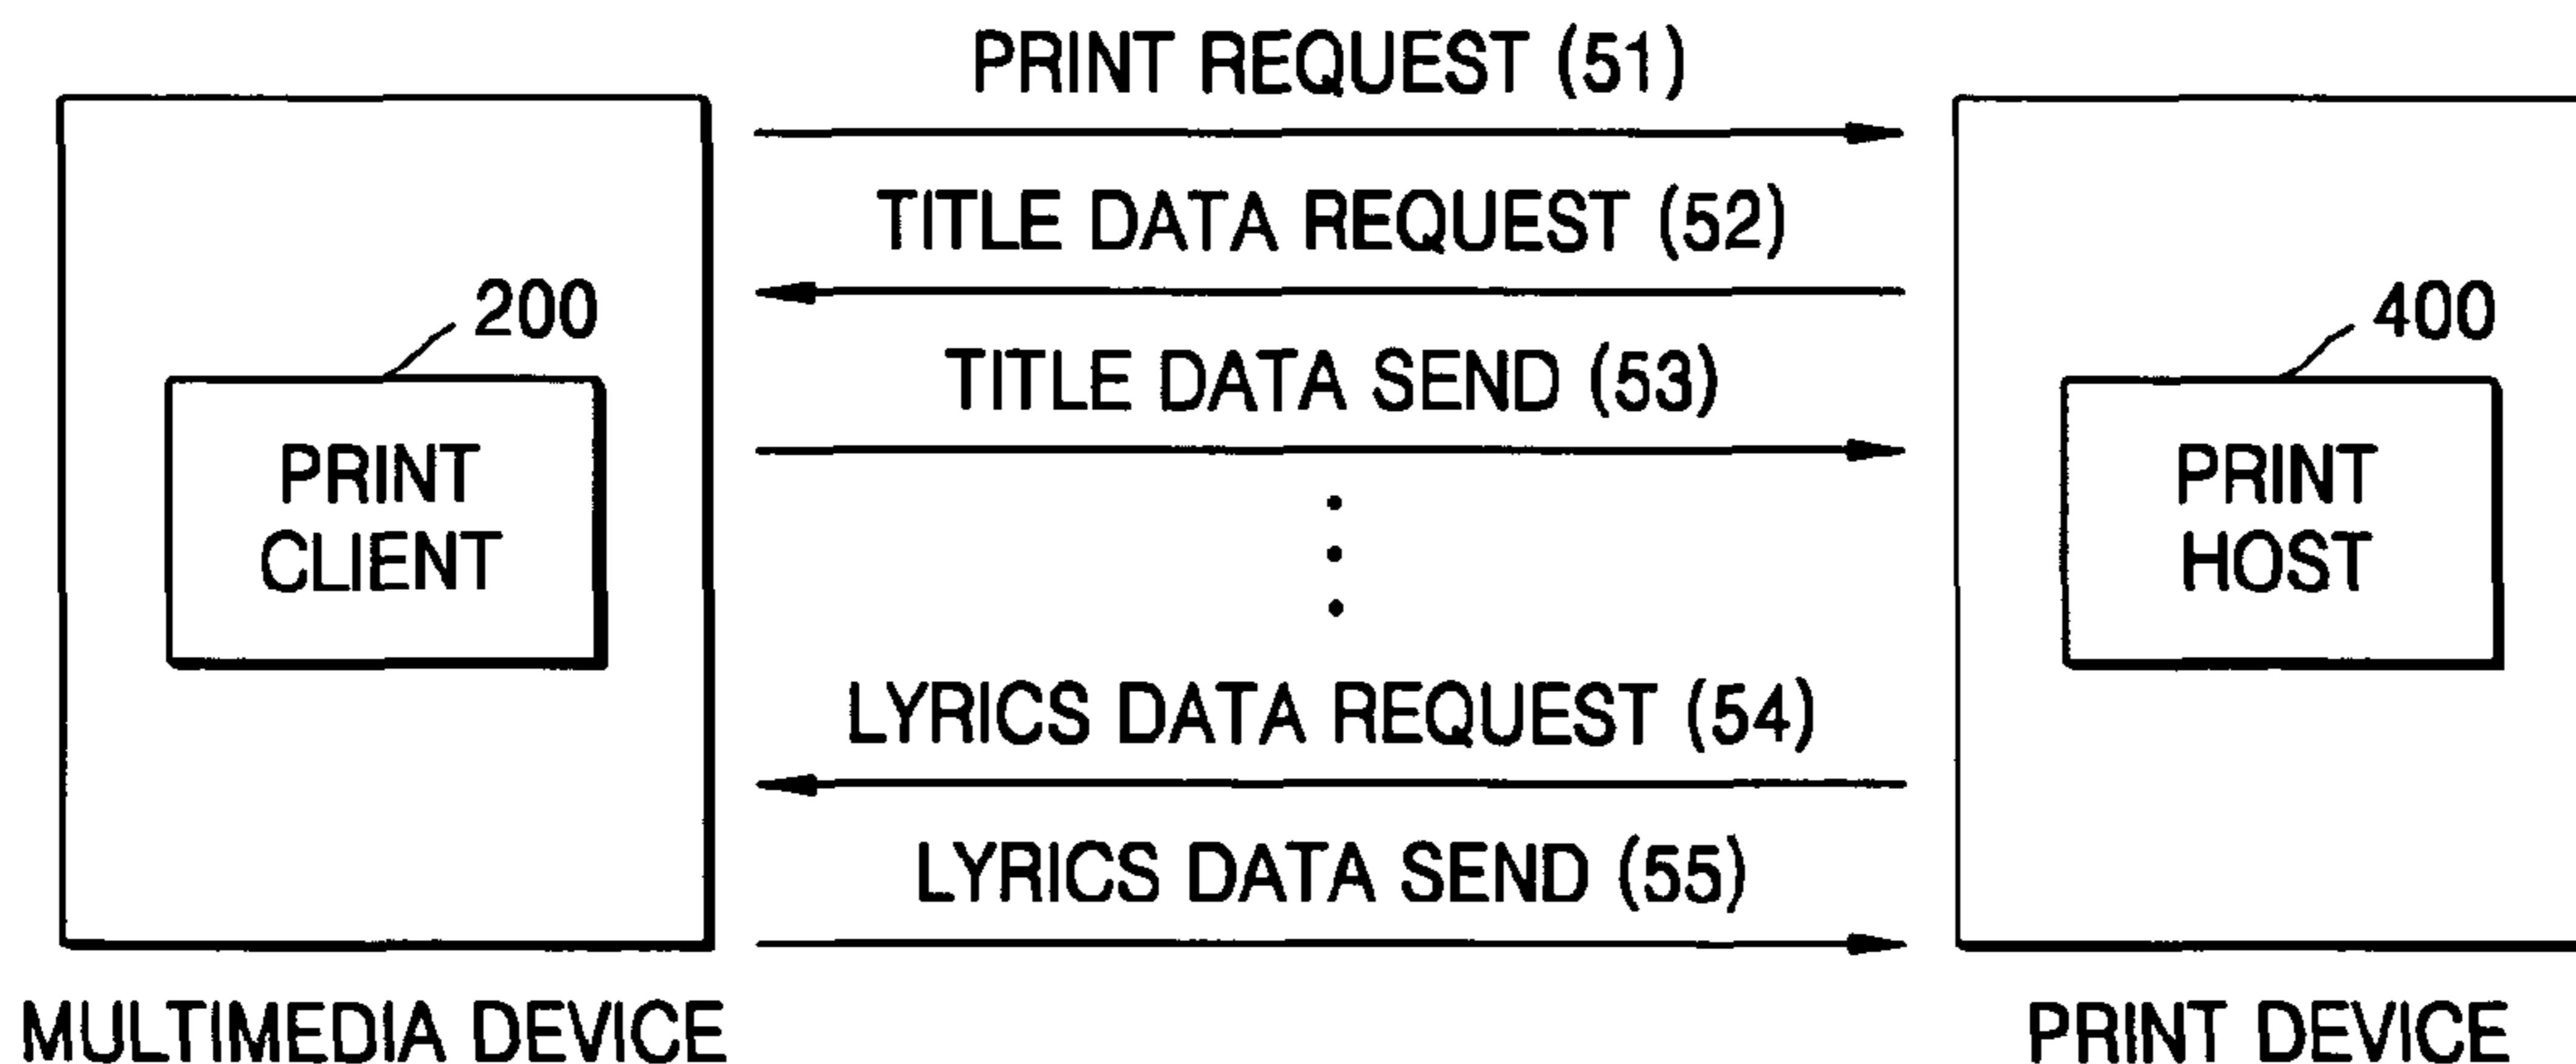 PRINT REQUEST (51)
TITLE DATA REQUEST (52)
200
400
TITLE DATA SEND (53)
PRINT
CLIENT
PRINT
HOST
LYRICS DATA REQUEST (54)
LYRICS DATA SEND (55)
MULTIMEDIA DEVICE
PRINT DEVICE